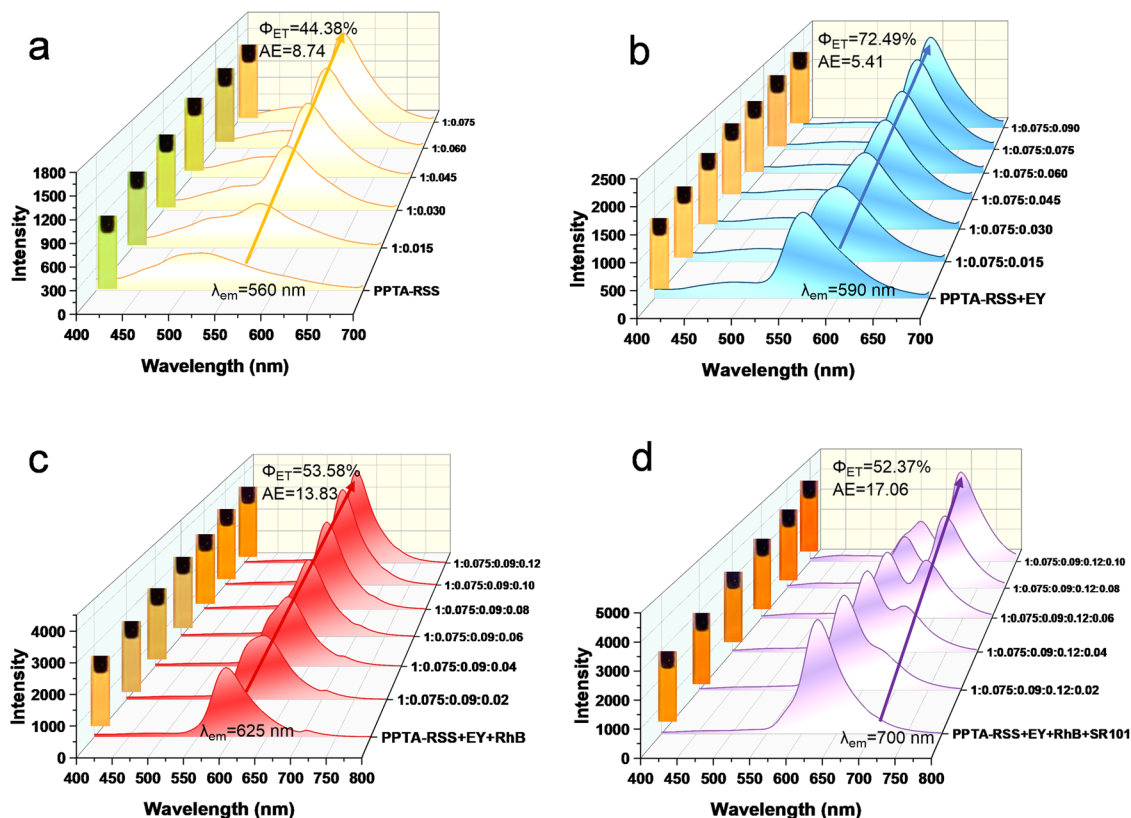 a
Φ_ET=44.38%
AE=8.74
1:0.075
1:0.060
1:0.045
1:0.030
1:0.015
PPTA-RSS
λ_em=560 nm
1800
1500
1200
900
600
300
0
Intensity
400 450 500 550 600 650 700
Wavelength (nm)
b
Φ_ET=72.49%
AE=5.41
1:0.075:0.090
1:0.075:0.075
1:0.075:0.060
1:0.075:0.045
1:0.075:0.030
1:0.075:0.015
PPTA-RSS+EY
λ_em=590 nm
2500
2000
1500
1000
500
0
Intensity
400 450 500 550 600 650 700
Wavelength (nm)
c
Φ_ET=53.58%
AE=13.83
1:0.075:0.09:0.12
1:0.075:0.09:0.10
1:0.075:0.09:0.08
1:0.075:0.09:0.06
1:0.075:0.09:0.04
1:0.075:0.09:0.02
PPTA-RSS+EY+RhB
λ_em=625 nm
4000
3000
2000
1000
0
Intensity
400 450 500 550 600 650 700 750 800
Wavelength (nm)
d
Φ_ET=52.37%
AE=17.06
1:0.075:0.09:0.12:0.10
1:0.075:0.09:0.12:0.08
1:0.075:0.09:0.12:0.06
1:0.075:0.09:0.12:0.04
1:0.075:0.09:0.12:0.02
PPTA-RSS+EY+RhB+SR101
λ_em=700 nm
5000
4000
3000
2000
1000
0
Intensity
400 450 500 550 600 650 700 750 800
Wavelength (nm)